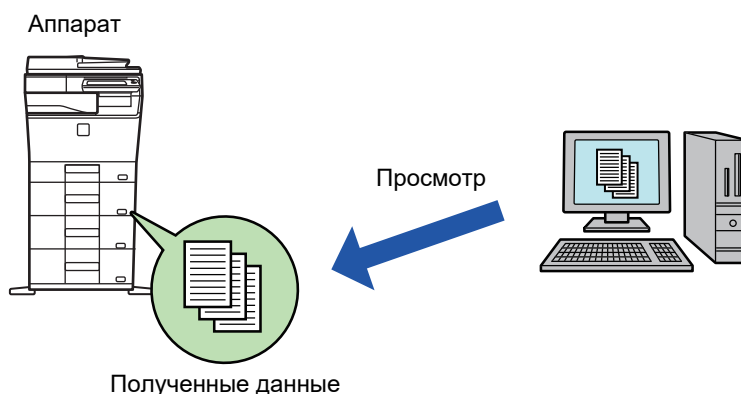 Аппарат
Просмотр
Полученные данные